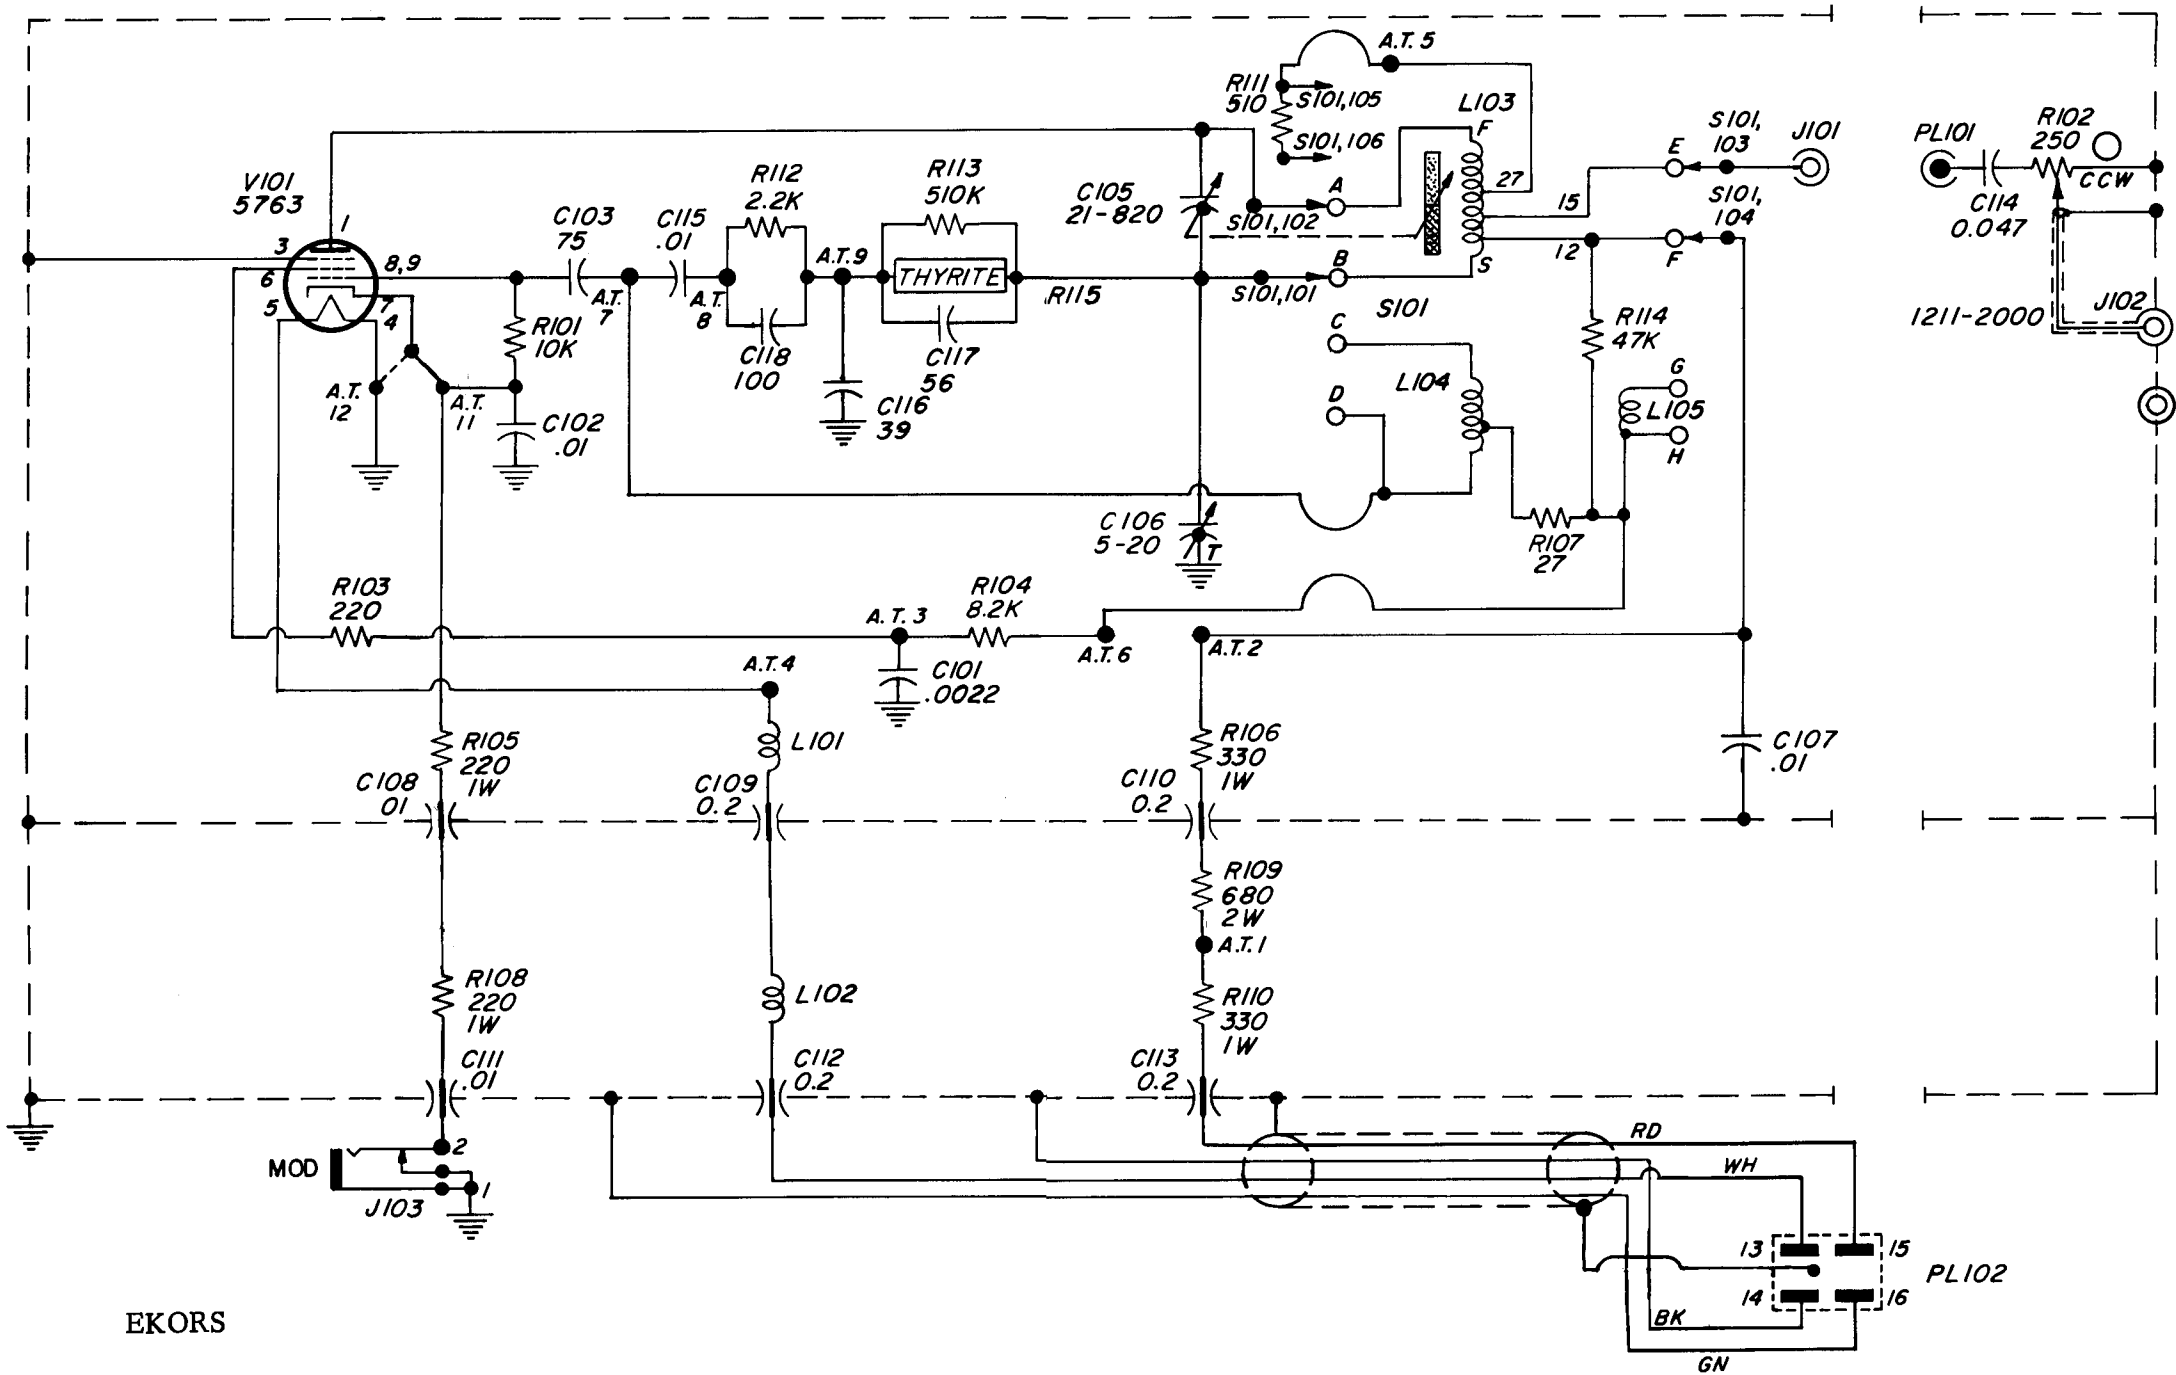 A.T. 5
R111
510
S101,105
S101,106
L103
F
27
15
12
S
E
S101,
103
J101
S101,
104
F
PL101
C114
0.047
R102
250
CCW
1211-2000
J102
V101
5763
1
3
6
5
8,9
7
4
C103
75
C115
.01
R112
2.2K
R113
510K
C105
21-820
A
S101,102
B
S101,101
A.T.9
THYRITE
R115
A.T.
7
A.T.
8
R101
10K
C118
100
C117
56
C116
39
A.T.
12
A.T.
11
C102
.01
S101
C
D
L104
R114
47K
G
L105
H
C106
5-20
T
R107
27
R103
220
A.T. 3
R104
8.2K
A.T.6
A.T.2
A.T.4
C101
.0022
L101
R105
220
1W
C108
01
C109
0.2
C110
0.2
R106
330
1W
C107
.01
R109
680
2W
A.T.1
R108
220
1W
L102
R110
330
1W
C111
.01
C112
0.2
C113
0.2
MOD
2
1
J103
RD
WH
13
15
PL102
14
16
BK
GN
EKORS